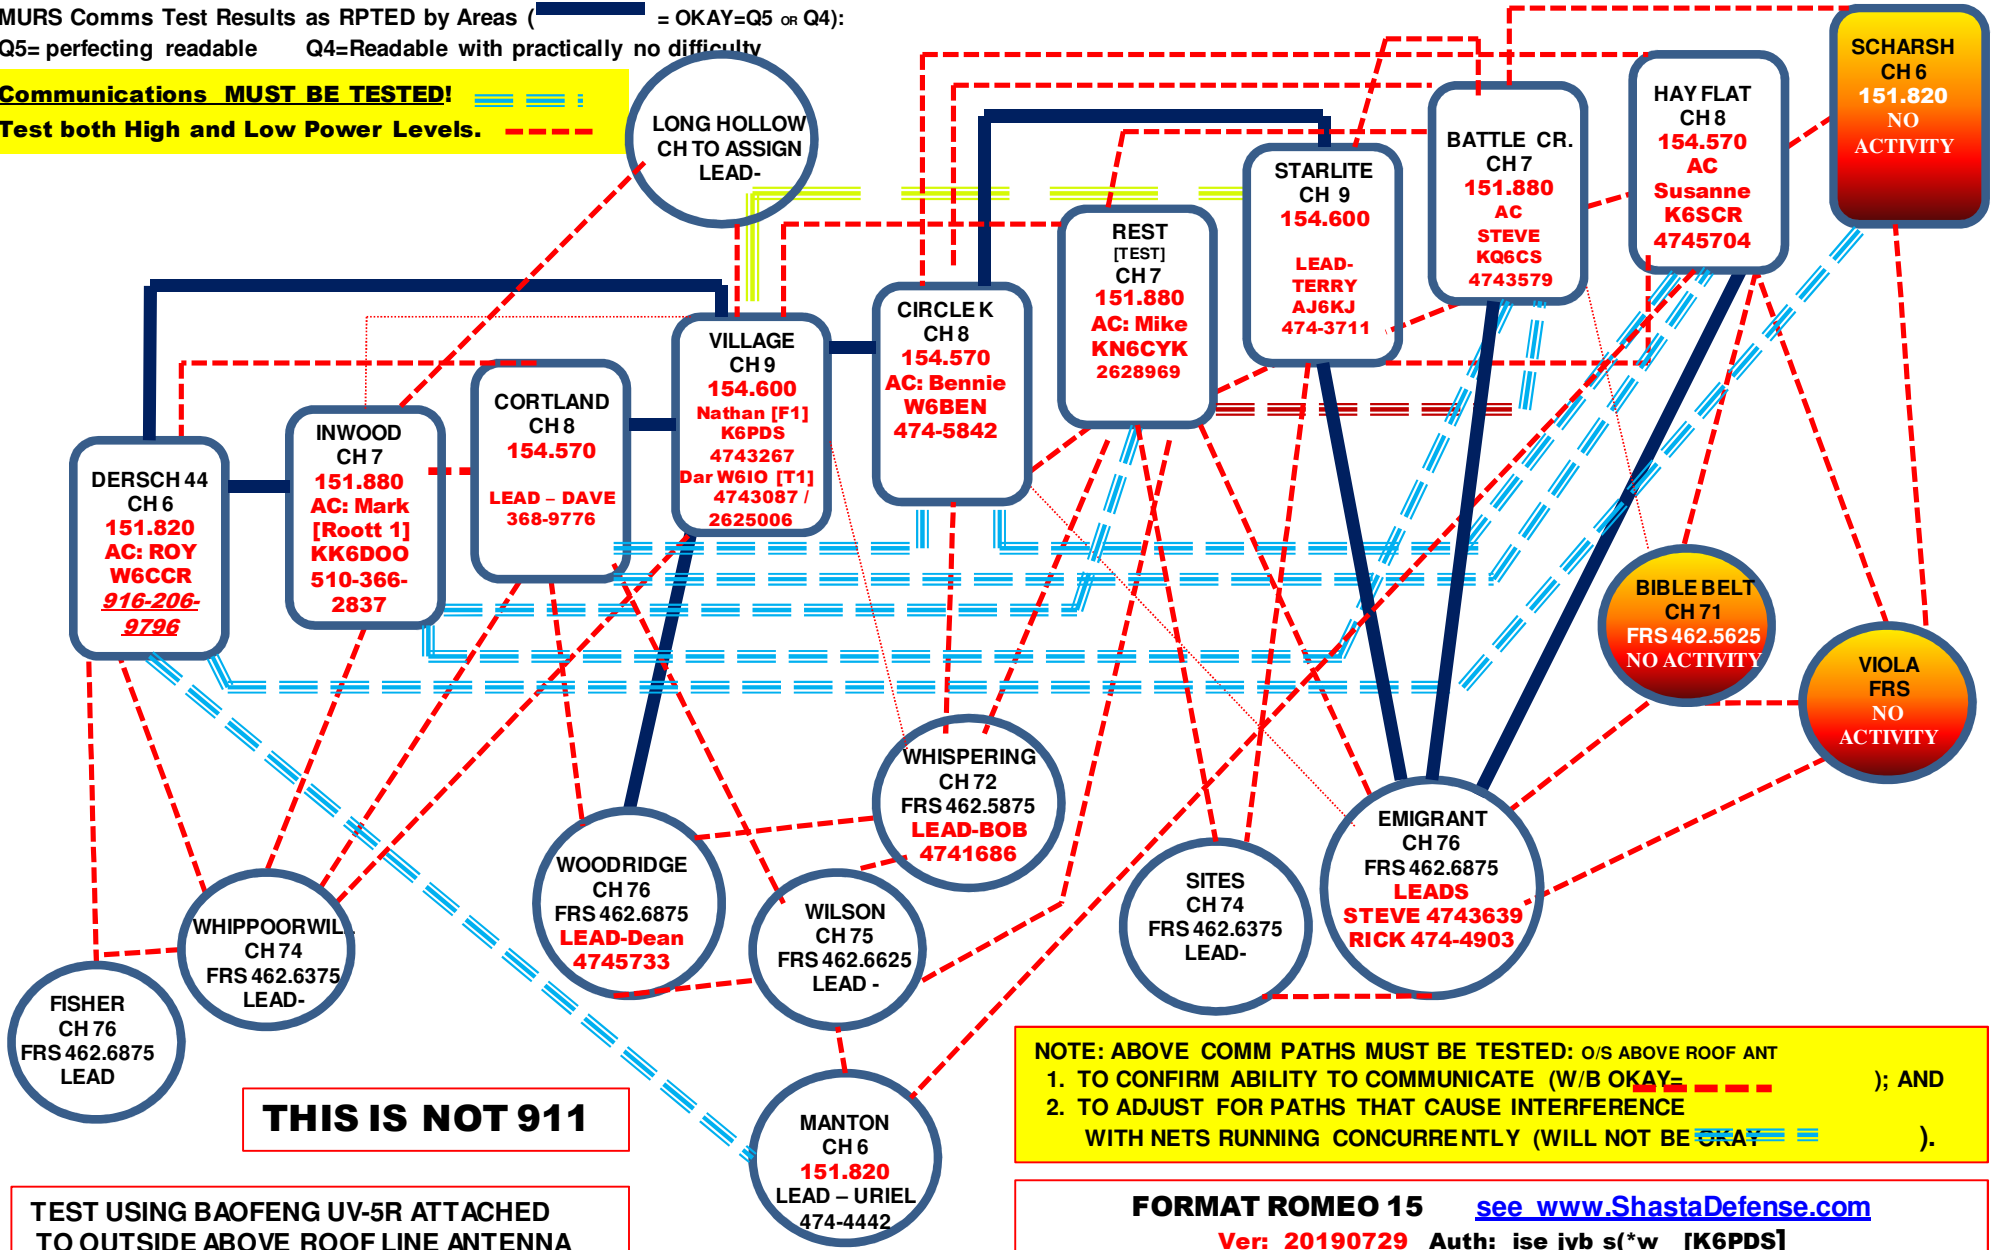 MURS Comms Test Results as RPTED by Areas ( = OKAY=Q5 OR Q4):
Q5= perfecting readable Q4=Readable with practically no difficulty
Communications MUST BE TESTED!
Test both High and Low Power Levels.
LONG HOLLOW
CH TO ASSIGN
LEAD-
SCHARSH
CH 6
151.820
NO
ACTIVITY
HAY FLAT
CH 8
154.570
AC
Susanne
K6SCR
4745704
BATTLE CR.
CH 7
151.880
AC
STEVE
KQ6CS
4743579
STARLITE
CH 9
154.600
LEAD-
TERRY
AJ6KJ
474-3711
REST
[TEST]
CH 7
151.880
AC: Mike
KN6CYK
2628969
CIRCLE K
CH 8
154.570
AC: Bennie
W6BEN
474-5842
VILLAGE
CH 9
154.600
Nathan [F1]
K6PDS
4743267
Dar W6IO [T1]
4743087 /
2625006
CORTLAND
CH 8
154.570
LEAD – DAVE
368-9776
INWOOD
CH 7
151.880
AC: Mark
[Roott 1]
KK6DOO
510-366-
2837
DERSCH 44
CH 6
151.820
AC: ROY
W6CCR
916-206-
9796
BIBLE BELT
CH 71
FRS 462.5625
NO ACTIVITY
VIOLA
FRS
NO
ACTIVITY
WHISPERING
CH 72
FRS 462.5875
LEAD-BOB
4741686
EMIGRANT
CH 76
FRS 462.6875
LEADS
STEVE 4743639
RICK 474-4903
WOODRIDGE
CH 76
FRS 462.6875
LEAD-Dean
4745733
WILSON
CH 75
FRS 462.6625
LEAD -
SITES
CH 74
FRS 462.6375
LEAD-
WHIPPOORWILL
CH 74
FRS 462.6375
LEAD-
FISHER
CH 76
FRS 462.6875
LEAD
MANTON
CH 6
151.820
LEAD – URIEL
474-4442
THIS IS NOT 911
NOTE: ABOVE COMM PATHS MUST BE TESTED: O/S ABOVE ROOF ANT
1. TO CONFIRM ABILITY TO COMMUNICATE (W/B OKAY= ); AND
2. TO ADJUST FOR PATHS THAT CAUSE INTERFERENCE
WITH NETS RUNNING CONCURRENTLY (WILL NOT BE OKAY ).
TEST USING BAOFENG UV-5R ATTACHED
TO OUTSIDE ABOVE ROOF LINE ANTENNA
FORMAT ROMEO 15 see www.ShastaDefense.com
Ver: 20190729 Auth: ise jyb s(*w [K6PDS]